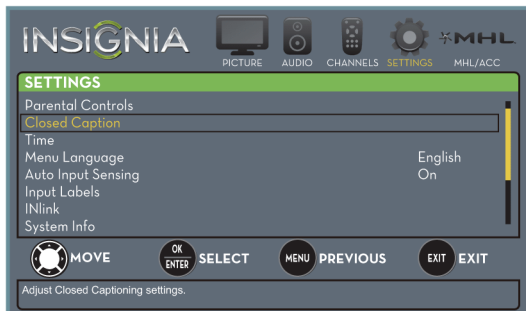 INSIGNIA
PICTURE AUDIO CHANNELS SETTINGS MHL/ACC
MHL
SETTINGS
Parental Controls
Closed Caption
Time
Menu Language English
Auto Input Sensing On
Input Labels
INlink
System Info
MOVE OK ENTER SELECT MENU PREVIOUS EXIT EXIT
Adjust Closed Captioning settings.